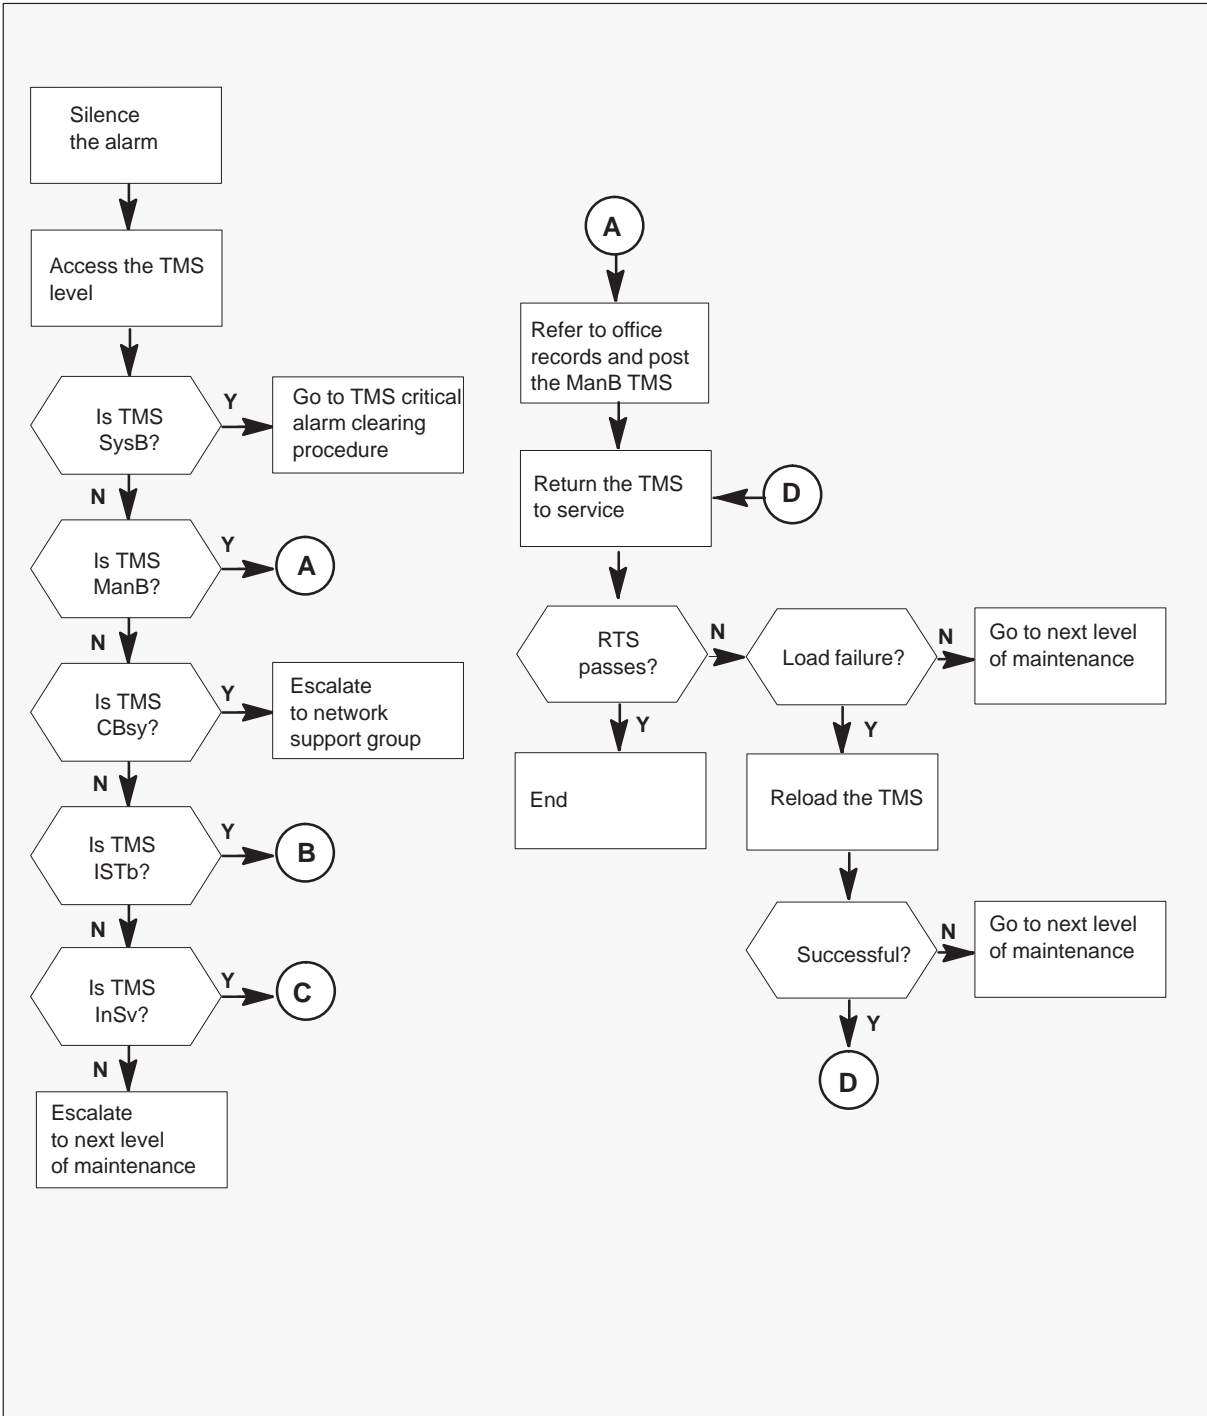 Silence
the alarm
Access the TMS
level
Is TMS
SysB?
Y
Go to TMS critical
alarm clearing
procedure
N
Is TMS
ManB?
Y
A
N
Is TMS
CBsy?
Y
Escalate
to network
support group
N
Is TMS
ISTb?
Y
B
N
Is TMS
InSv?
Y
C
N
Escalate
to next level
of maintenance
A
Refer to office
records and post
the ManB TMS
Return the TMS
to service
D
RTS
passes?
N
Load failure?
N
Go to next level
of maintenance
Y
End
Y
Reload the TMS
Successful?
N
Go to next level
of maintenance
Y
D